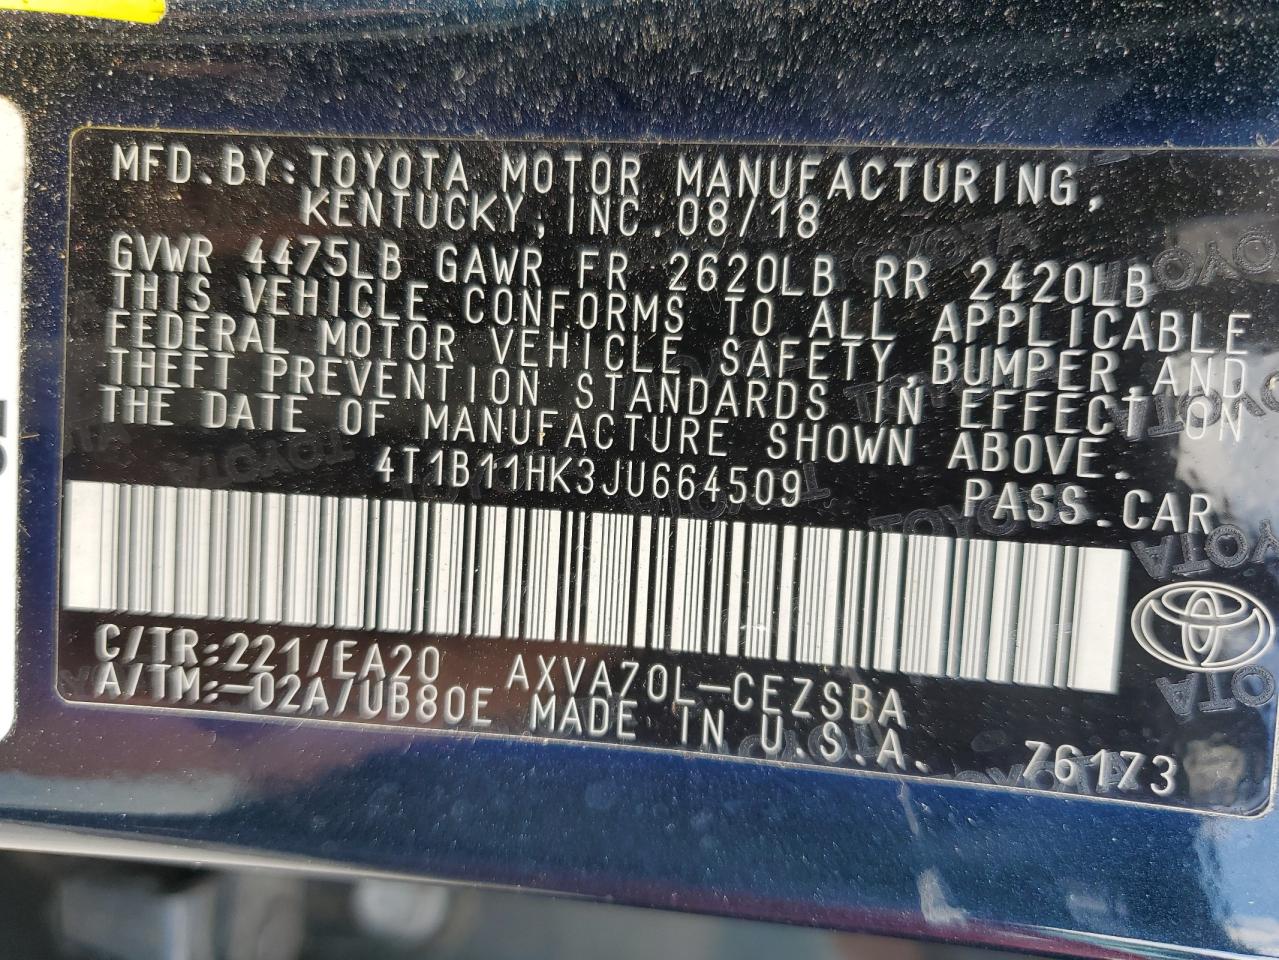 MFD.BY:TOYOTA MOTOR MANUFACTURING,
KENTUCKY,INC.08/18
GVWR 4475LB GAWR FR 2620LB RR 2420LB
THIS VEHICLE CONFORMS TO ALL APPLICABLE
FEDERAL MOTOR VEHICLE SAFETY,BUMPER,AND
THEFT PREVENTION STANDARDS IN EFFECT ON
THE DATE OF MANUFACTURE SHOWN ABOVE.
4T1B11HK3JU664509 PASS.CAR
C/TR:221/EA20 AXVA70L-CEZSBA
A/TM:-02A/UB80E MADE IN U.S.A. 76173